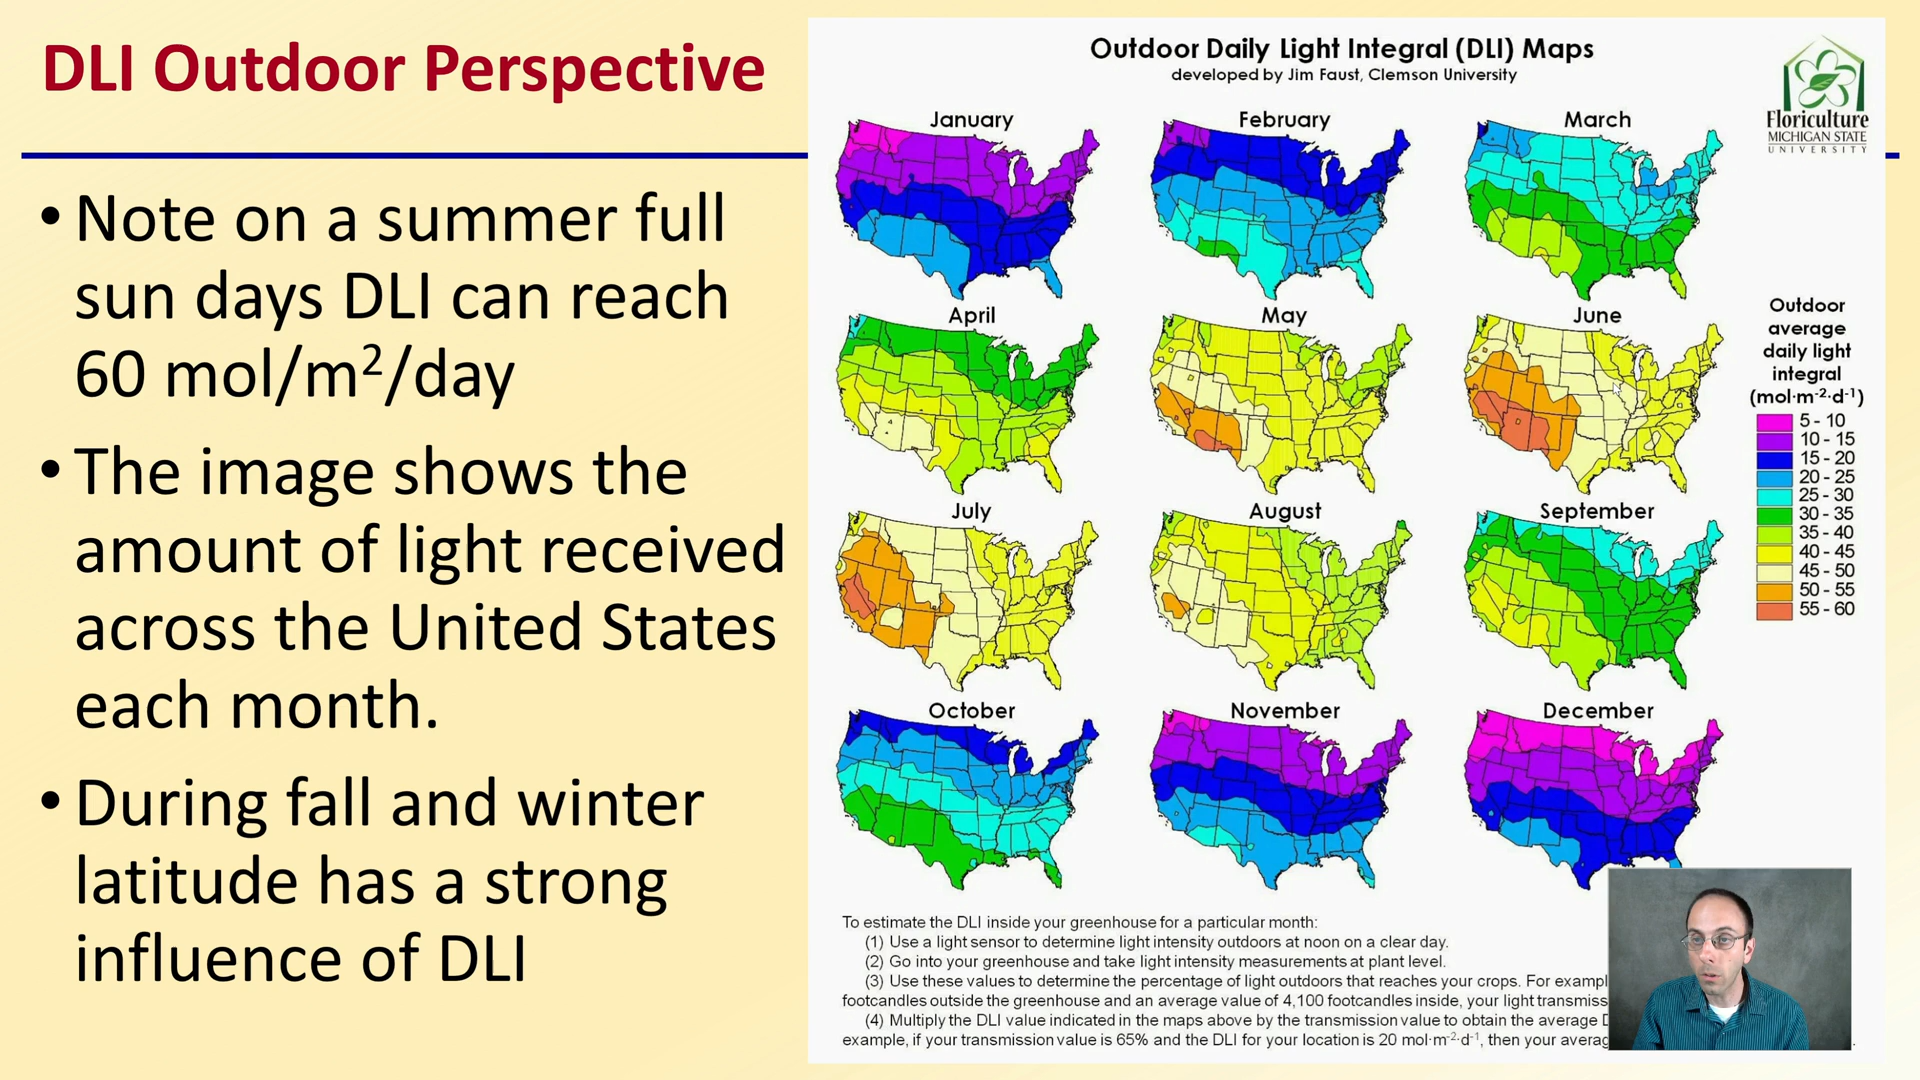 DLI Outdoor Perspective
• Note on a summer full
sun days DLI can reach
60 mol/m²/day
• The image shows the
amount of light received
across the United States
each month.
• During fall and winter
latitude has a strong
influence of DLI
Outdoor Daily Light Integral (DLI) Maps
developed by Jim Faust, Clemson University
Floriculture
MICHIGAN STATE
UNIVERSITY
January
February
March
April
May
June
July
August
September
October
November
December
Outdoor
average
daily light
integral
(mol·m⁻²·d⁻¹)
5 - 10
10 - 15
15 - 20
20 - 25
25 - 30
30 - 35
35 - 40
40 - 45
45 - 50
50 - 55
55 - 60
To estimate the DLI inside your greenhouse for a particular month:
(1) Use a light sensor to determine light intensity outdoors at noon on a clear day.
(2) Go into your greenhouse and take light intensity measurements at plant level.
(3) Use these values to determine the percentage of light outdoors that reaches your crops. For
footcandles outside the greenhouse and an average value of 4,100 footcandles inside, your light
(4) Multiply the DLI value indicated in the maps above by the transmission value to obtain the average
example, if your transmission value is 65% and the DLI for your location is 20 mol·m⁻²·d⁻¹, then your